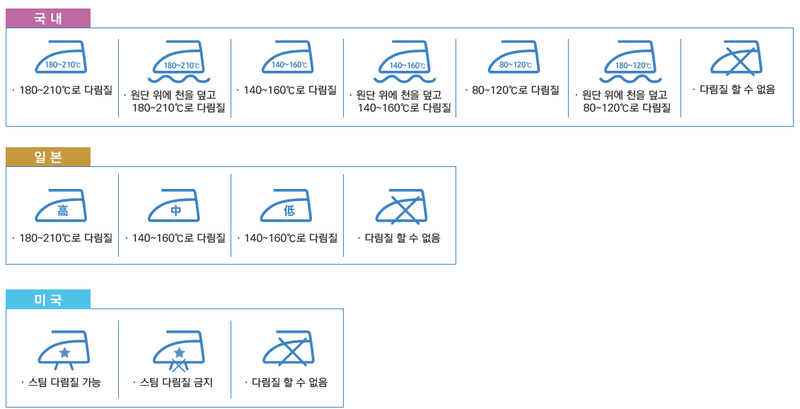 국 내
180~210℃
180~210℃
140~160℃
140~160℃
80~120℃
180~120℃
· 180~210℃로 다림질
· 원단 위에 천을 덮고
180~210℃로 다림질
· 140~160℃로 다림질
· 원단 위에 천을 덮고
140~160℃로 다림질
· 80~120℃로 다림질
· 원단 위에 천을 덮고
80~120℃로 다림질
· 다림질 할 수 없음
일 본
高
中
低
· 180~210℃로 다림질
· 140~160℃로 다림질
· 140~160℃로 다림질
· 다림질 할 수 없음
미 국
· 스팀 다림질 가능
· 스팀 다림질 금지
· 다림질 할 수 없음